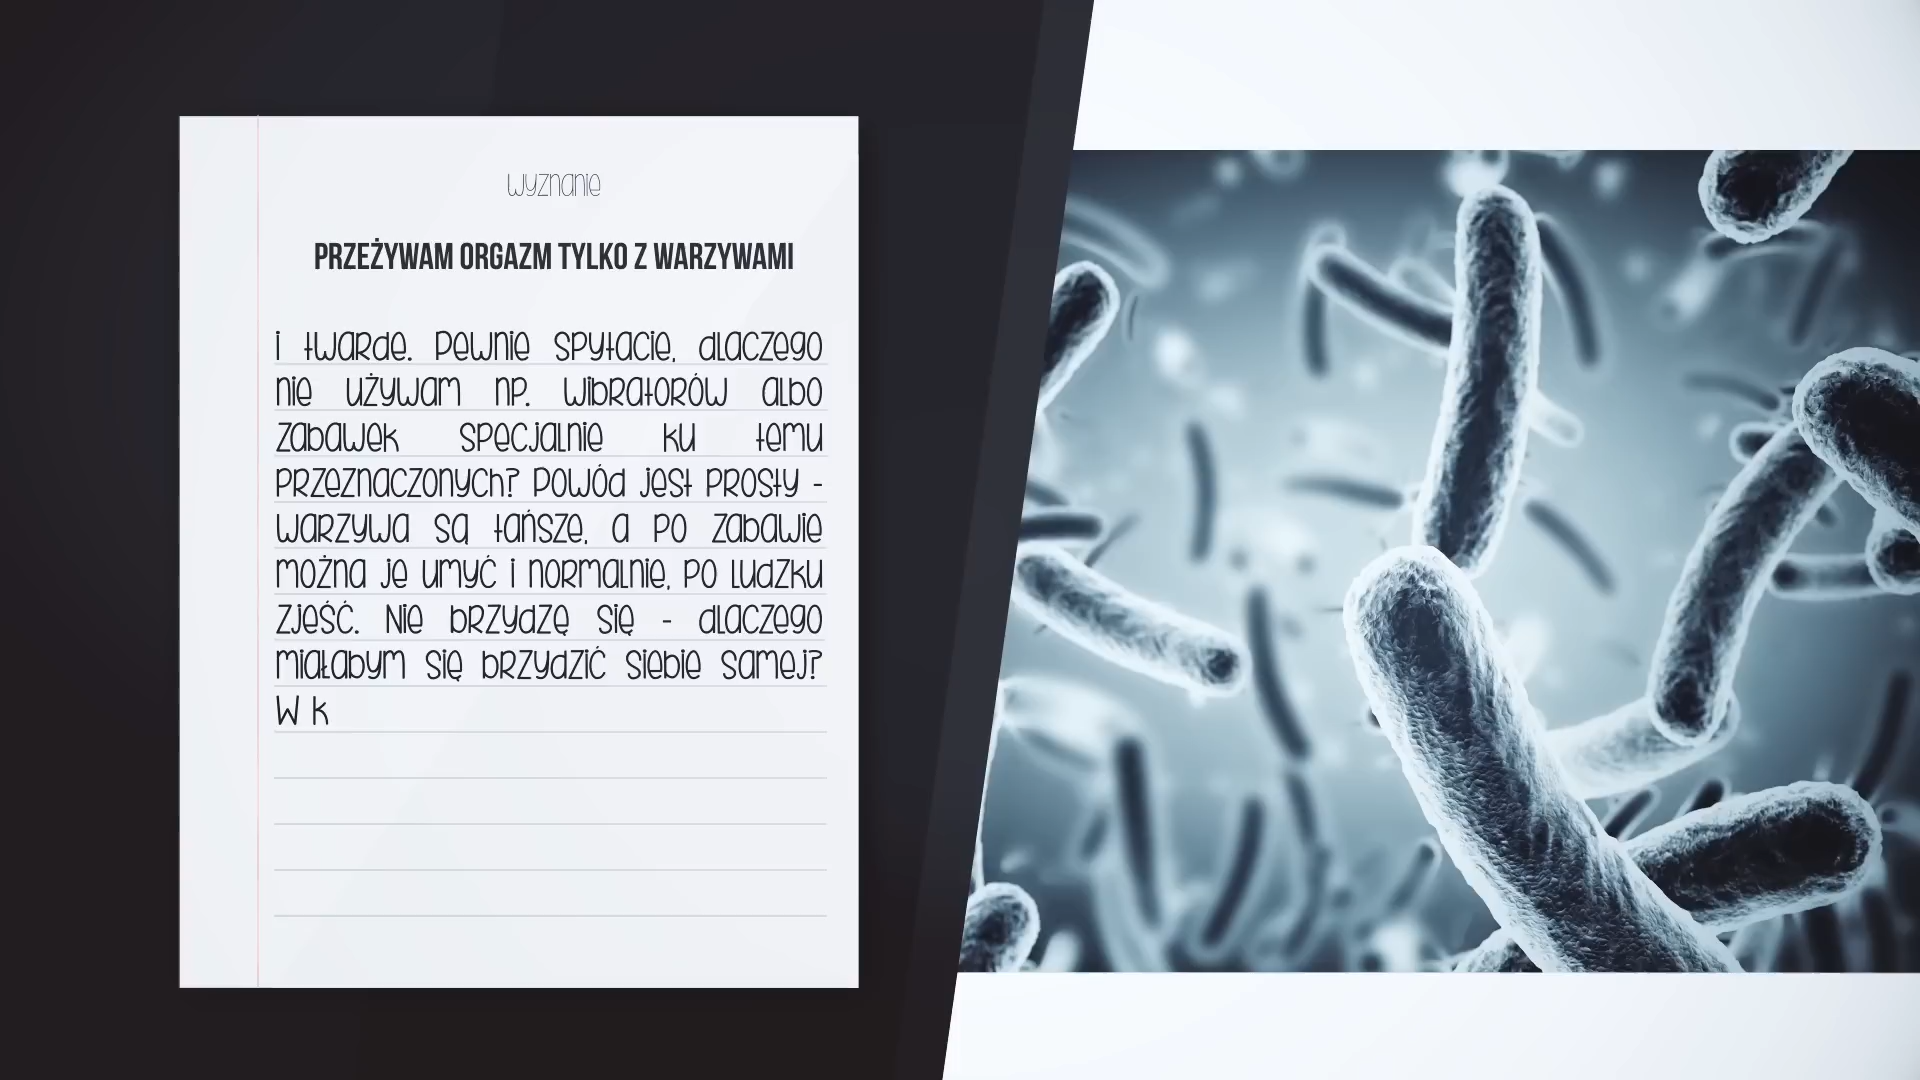 wyznanie
PRZEŻYWAM ORGAZM TYLKO Z WARZYWAMI
i twarde. Pewnie spytacie, dlaczego
nie używam np. wibratorów albo
zabawek specjalnie ku temu
przeznaczonych? Powód jest prosty -
warzywa są tańsze, a po zabawie
można je umyć i normalnie, po ludzku
zjeść. Nie brzydzę się - dlaczego
miałabym się brzydzić siebie samej?
W k